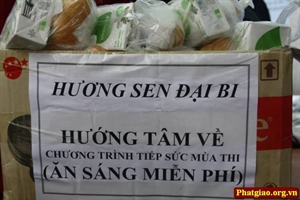 HƯƠNG SEN ĐẠI BI
HƯỚNG TÂM VỀ
CHƯƠNG TRÌNH TIẾP SỨC MÙA THI
(ĂN SÁNG MIỄN PHÍ)
Phatgiao.org.vn